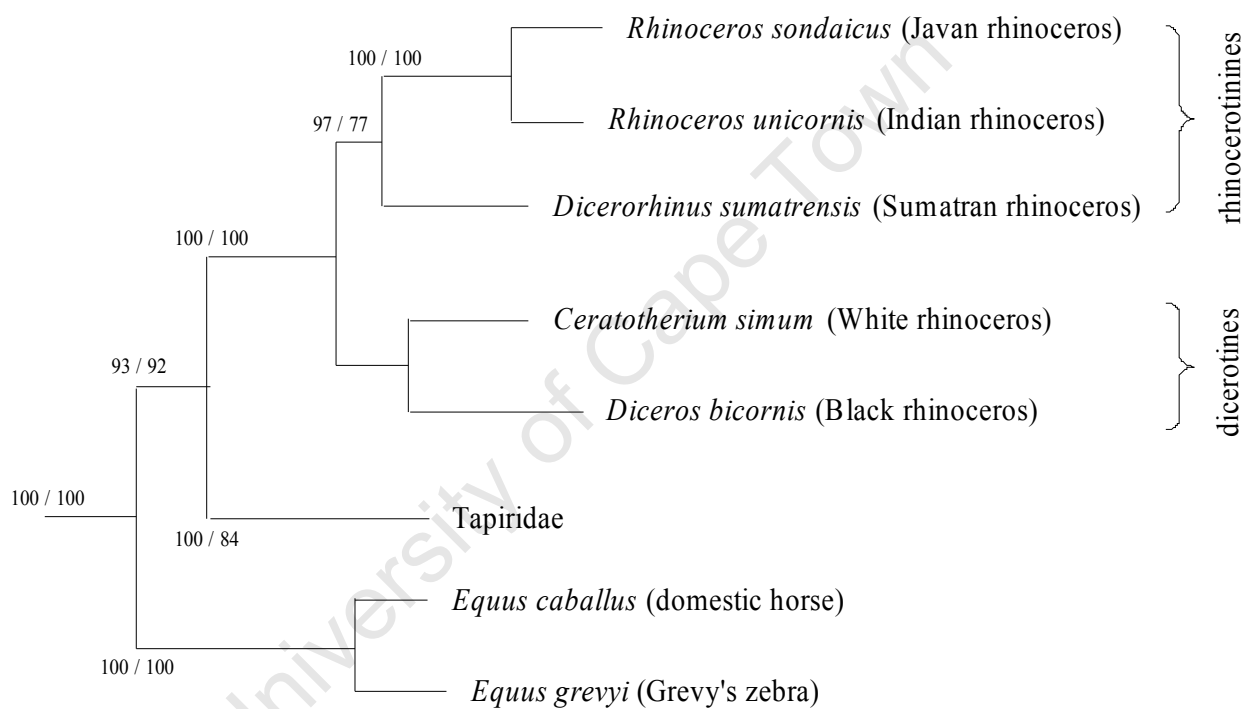 Rhinoceros sondaicus (Javan rhinoceros)
100 / 100
97 / 77
Rhinoceros unicornis (Indian rhinoceros)
rhinocerotinines
Dicerorhinus sumatrensis (Sumatran rhinoceros)
100 / 100
Ceratotherium simum (White rhinoceros)
93 / 92
dicerotines
Diceros bicornis (Black rhinoceros)
100 / 100
Tapiridae
100 / 84
Equus caballus (domestic horse)
100 / 100
Equus grevyi (Grevy's zebra)
University of Cape Town